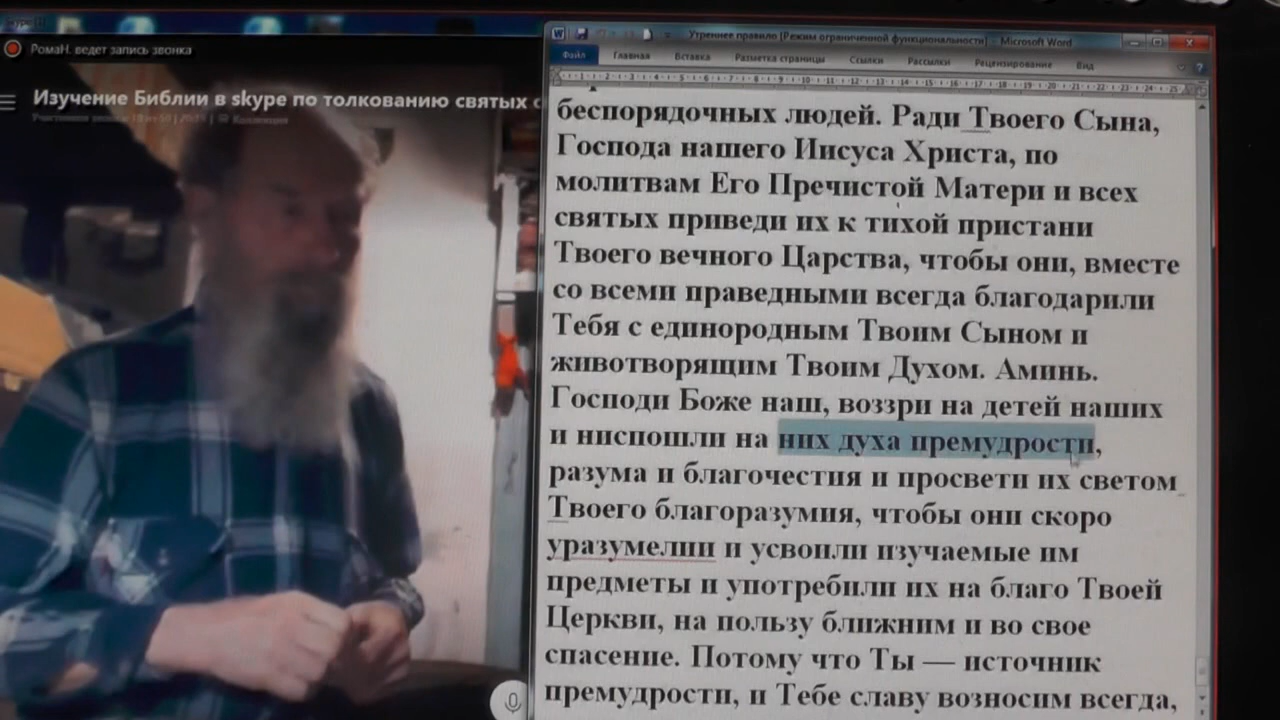 РомаН. ведет запись звонка
Изучение Библии в skype по толкованию святых
Утреннее правило [Режим ограниченной функциональности] - Microsoft Word
Файл Главная Вставка Разметка страницы Ссылки Рассылки Рецензирование Вид
беспорядочных людей. Ради Твоего Сына,
Господа нашего Иисуса Христа, по
молитвам Его Пречистой Матери и всех
святых приведи их к тихой пристани
Твоего вечного Царства, чтобы они, вместе
со всеми праведными всегда благодарили
Тебя с единородным Твоим Сыном и
животворящим Твоим Духом. Аминь.
Господи Боже наш, воззри на детей наших
и ниспошли на них духа премудрости,
разума и благочестия и просвети их светом
Твоего благоразумия, чтобы они скоро
уразумелии и усвоили изучаемые им
предметы и употребили их на благо Твоей
Церкви, на пользу ближним и во свое
спасение. Потому что Ты — источник
премудрости, и Тебе славу возносим всегда,